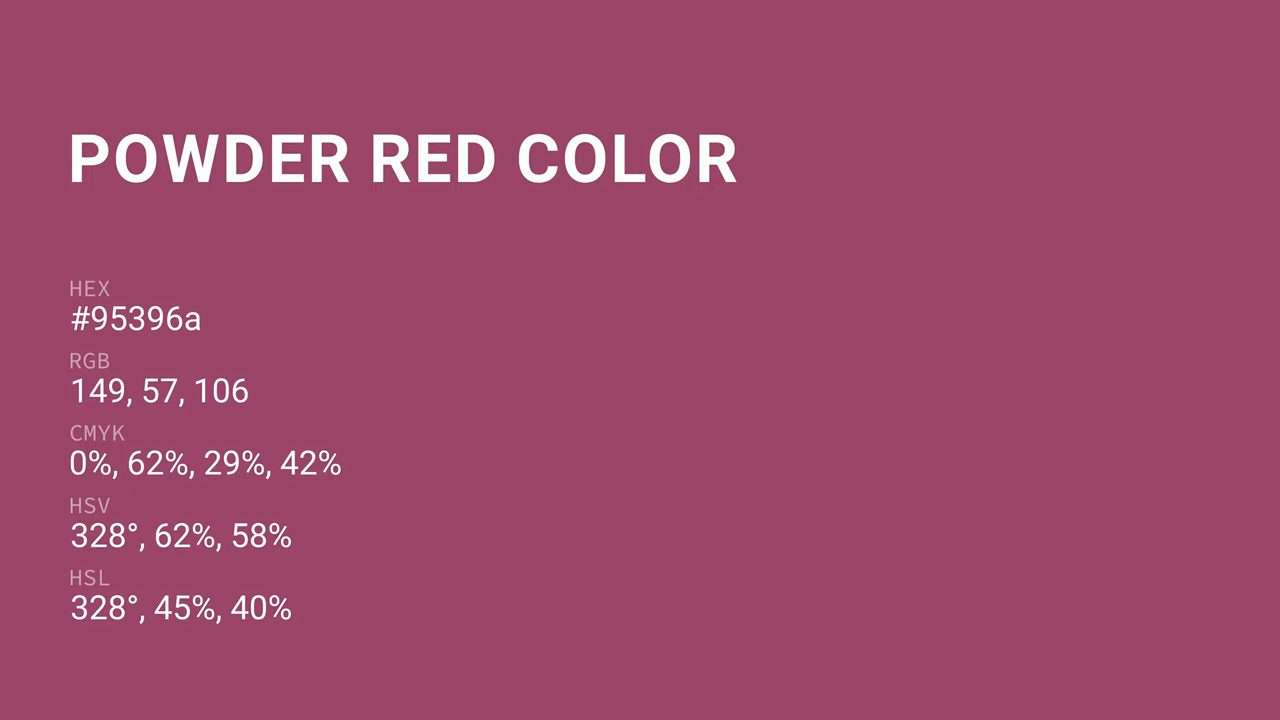 POWDER RED COLOR
HEX
#95396a
RGB
149, 57, 106
CMYK
0%, 62%, 29%, 42%
HSV
328°, 62%, 58%
HSL
328°, 45%, 40%